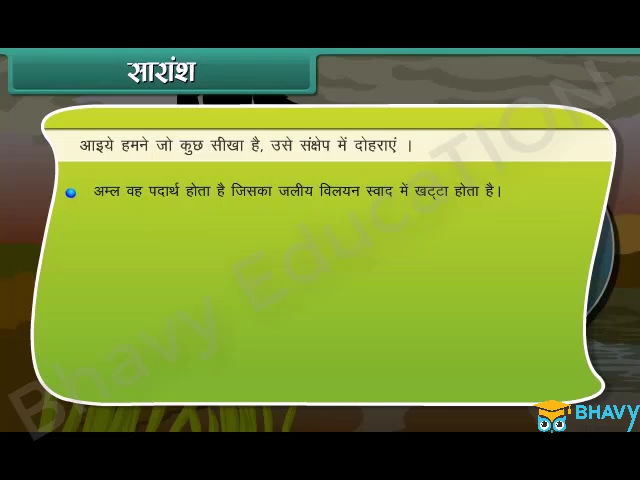 सारांश
आइये हमने जो कुछ सीखा है, उसे संक्षेप में दोहराएं ।
अम्ल वह पदार्थ होता है जिसका जलीय विलयन स्वाद में खट्टा होता है।
Bhavy Education
BHAVY